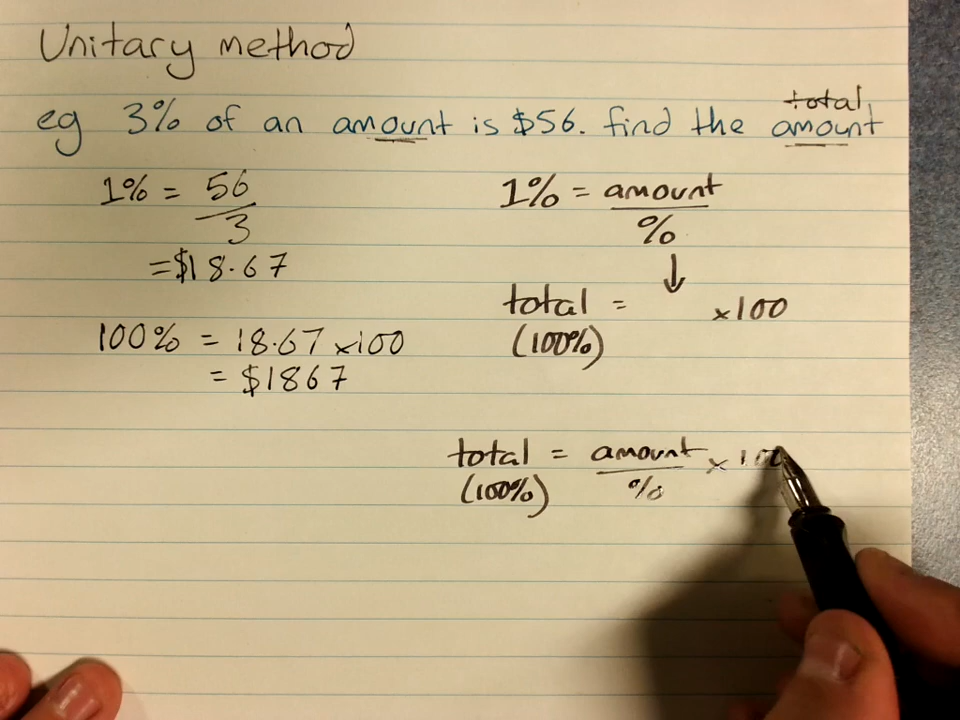 Unitary method
total
eg 3% of an amount is $56. find the amount
1% = 56
3
= $18.67
100% = 18.67 x 100
= $1867
1% = amount
%
↓
total = x 100
(100%)
total = amount x 100
(100%) %